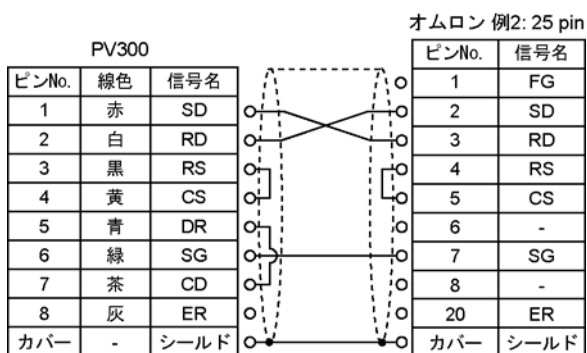 オムロン 例2: 25 pin
PV300
ピンNo. 線色 信号名
1 赤 SD
2 白 RD
3 黒 RS
4 黄 CS
5 青 DR
6 緑 SG
7 茶 CD
8 灰 ER
カバー - シールド
ピンNo. 信号名
1 FG
2 SD
3 RD
4 RS
5 CS
6 -
7 SG
8 -
20 ER
カバー シールド